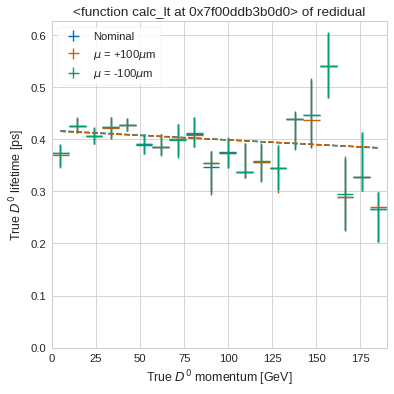 <function calc_lt at 0x7f00ddb3b0d0> of redidual
Nominal
μ = +100μm
μ = -100μm
True D⁰ lifetime [ps]
0.6
0.5
0.4
0.3
0.2
0.1
0.0
0 25 50 75 100 125 150 175
True D⁰ momentum [GeV]